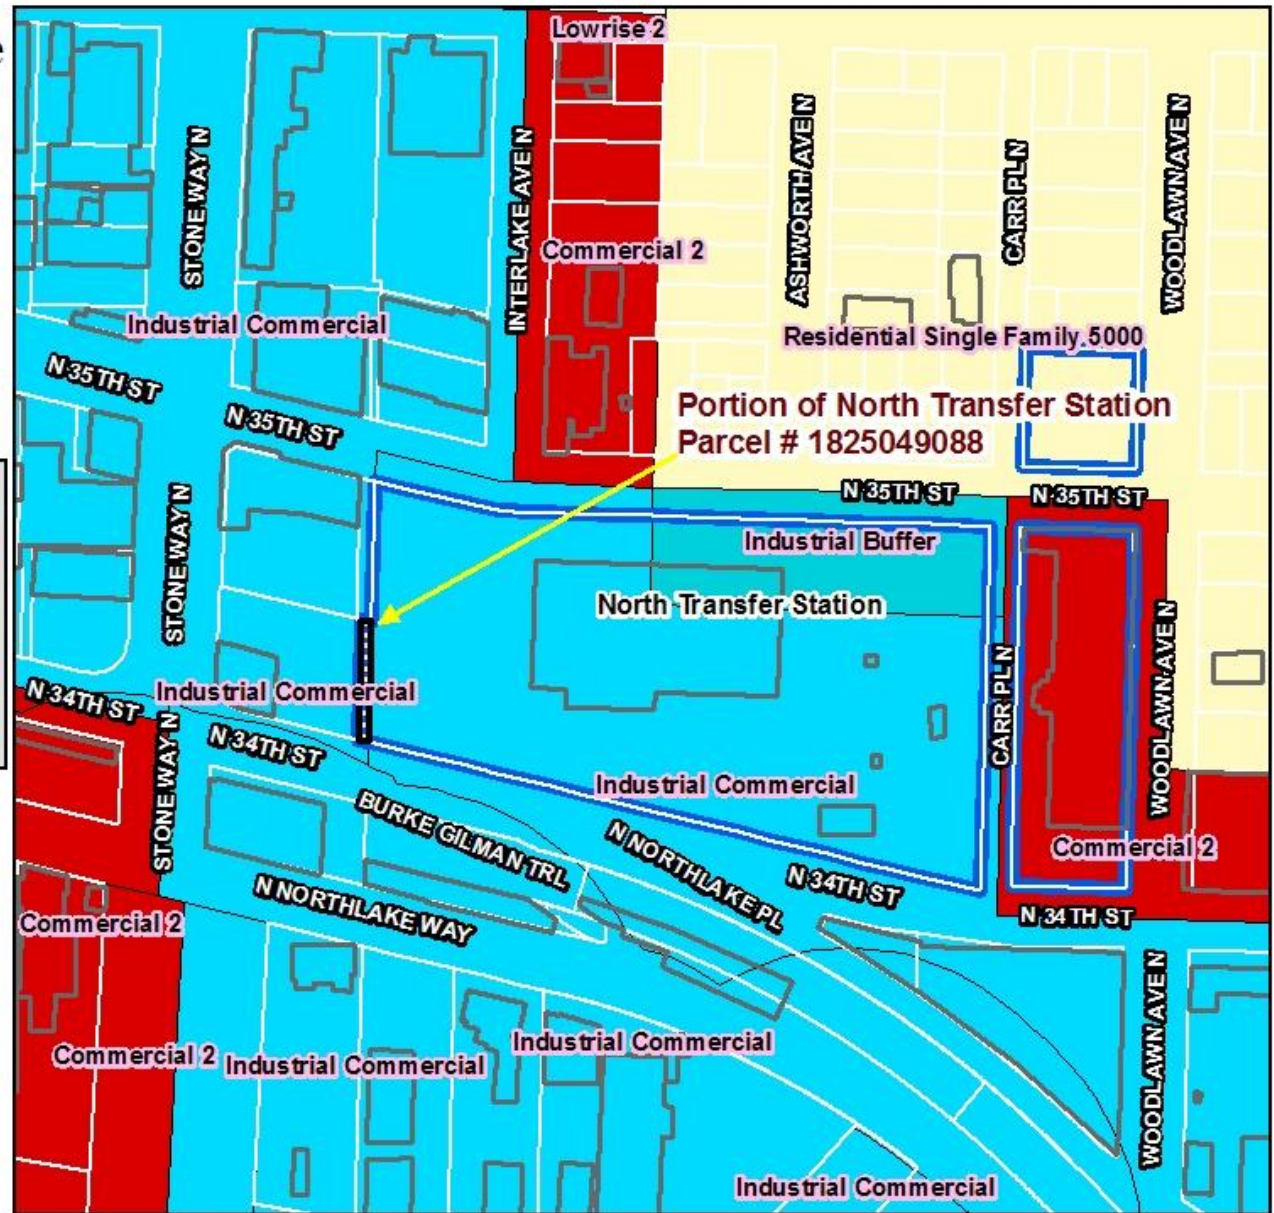 e
Lowrise 2
STONE WAY N
INTERLAKE AVE N
ASHWORTH AVE N
CARR PL N
WOODLAWN AVE N
Commercial 2
Industrial Commercial
Residential Single Family 5000
N 35TH ST
N 35TH ST
Portion of North Transfer Station
Parcel # 1825049088
N 35TH ST
N 35TH ST
STONE WAY N
Industrial Buffer
North Transfer Station
N 34TH ST
Industrial Commercial
CARR PL N
WOODLAWN AVE N
STONE WAY N
N 34TH ST
Industrial Commercial
BURKE GILMAN TRL
N NORTHLAKE PL
Commercial 2
N 34TH ST
N NORTHLAKE WAY
N 34TH ST
Commercial 2
WOODLAWN AVE N
Commercial 2
Industrial Commercial
Industrial Commercial
Industrial Commercial